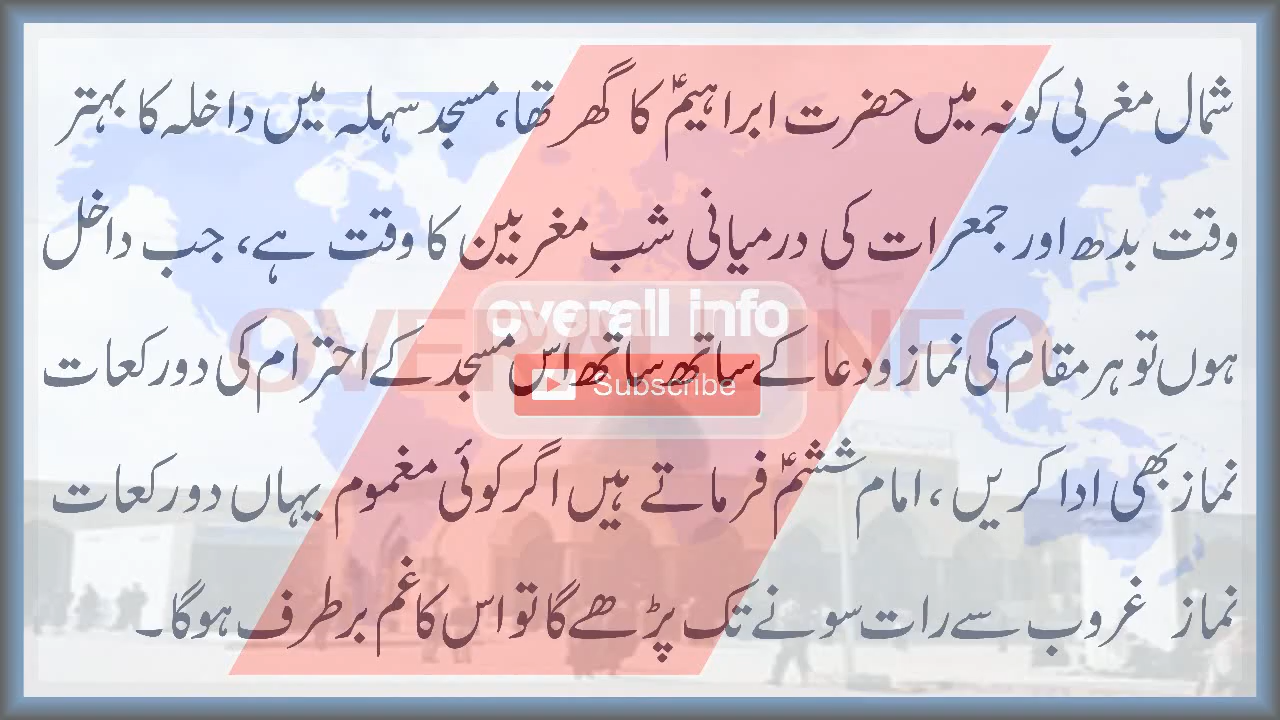 شمال مغربی کونہ میں حضرت ابراہیمؑ کا گھر تھا، مسجد سہلہ میں داخلہ کا بہتر
وقت بدھ اور جمعرات کی درمیانی شب مغربین کا وقت ہے، جب داخل
overall info
OVERALL INFO
ہوں تو ہر مقام کی نماز و دعا کے ساتھ ساتھ اس مسجد کے احترام کی دو رکعات
Subscribe
نماز بھی ادا کریں، امام ششمؑ فرماتے ہیں اگر کوئی مغموم یہاں دو رکعات
نماز غروب سے رات سونے تک پڑھے گا تو اس کا غم برطرف ہوگا۔